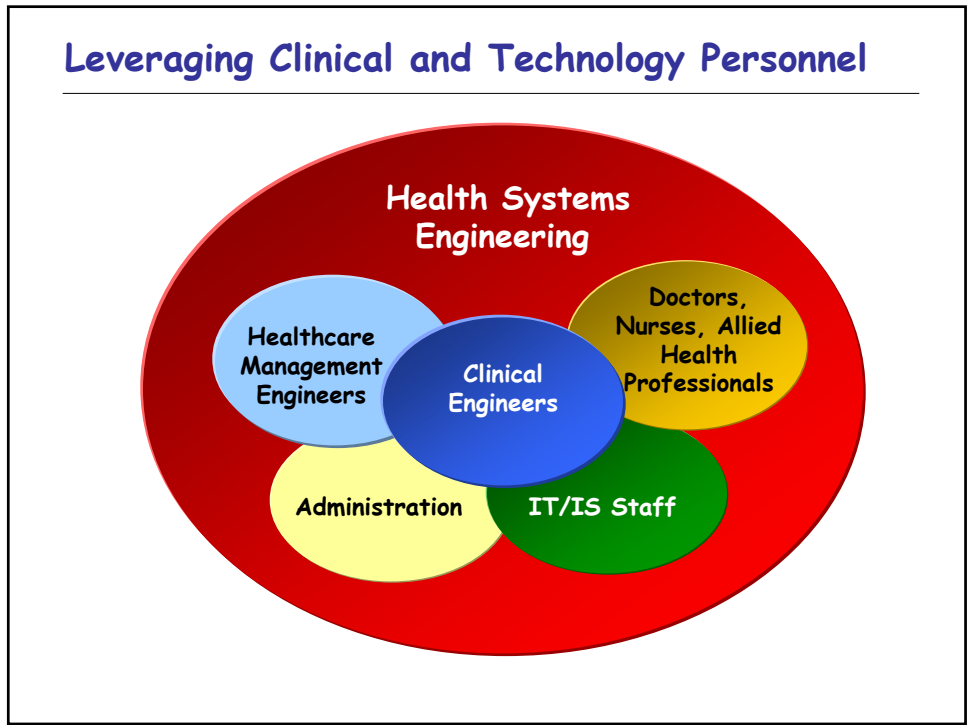 Leveraging Clinical and Technology Personnel
Health Systems
Engineering
Healthcare
Management
Engineers
Clinical
Engineers
Doctors,
Nurses, Allied
Health
Professionals
Administration
IT/IS Staff